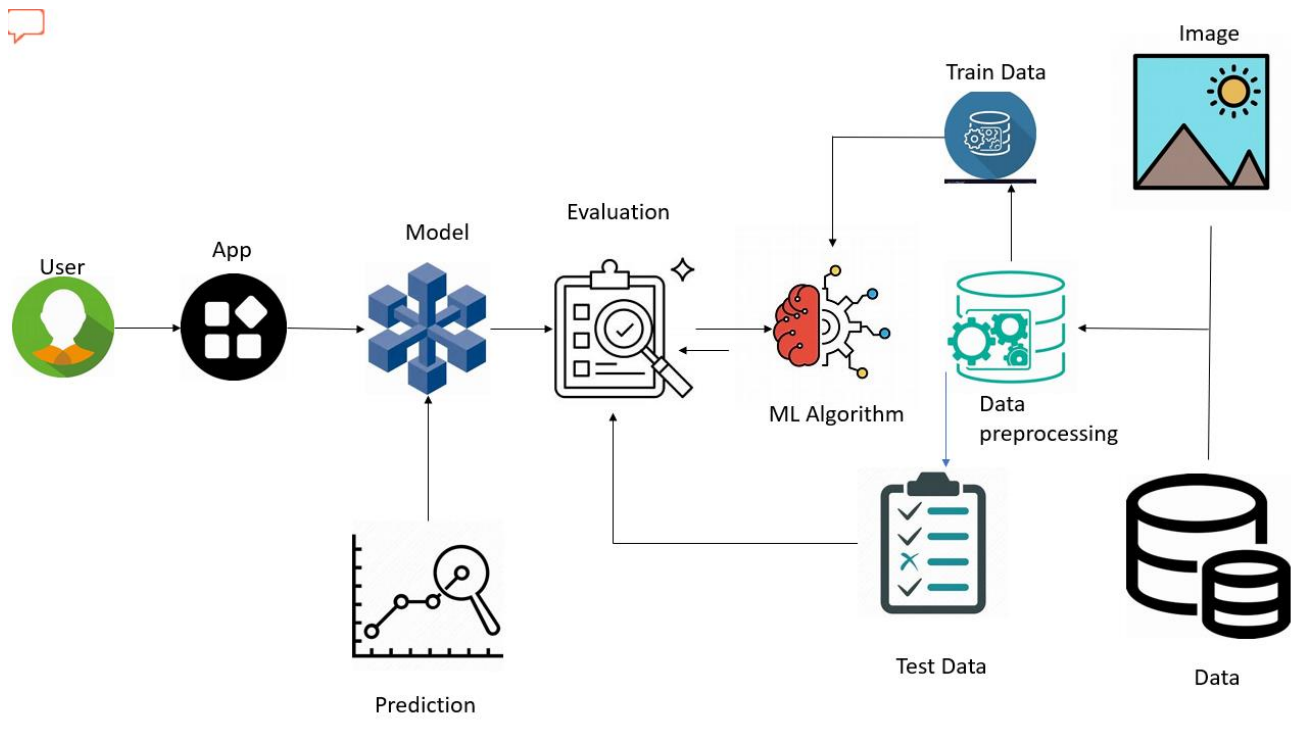 Image
Train Data
Evaluation
Model
App
User
ML Algorithm
Data
preprocessing
Test Data
Data
Prediction